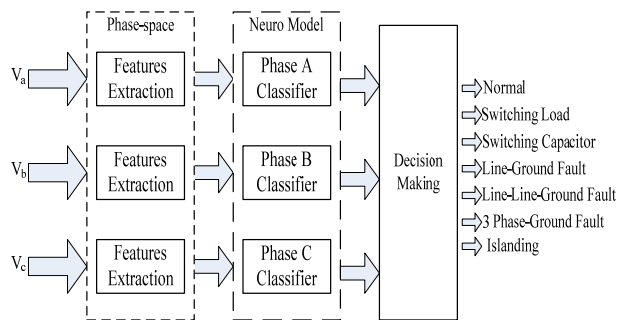 Phase-space
Neuro Model
Va
Features
Extraction
Phase A
Classifier
Vb
Features
Extraction
Phase B
Classifier
Vc
Features
Extraction
Phase C
Classifier
Decision
Making
Normal
Switching Load
Switching Capacitor
Line-Ground Fault
Line-Line-Ground Fault
3 Phase-Ground Fault
Islanding